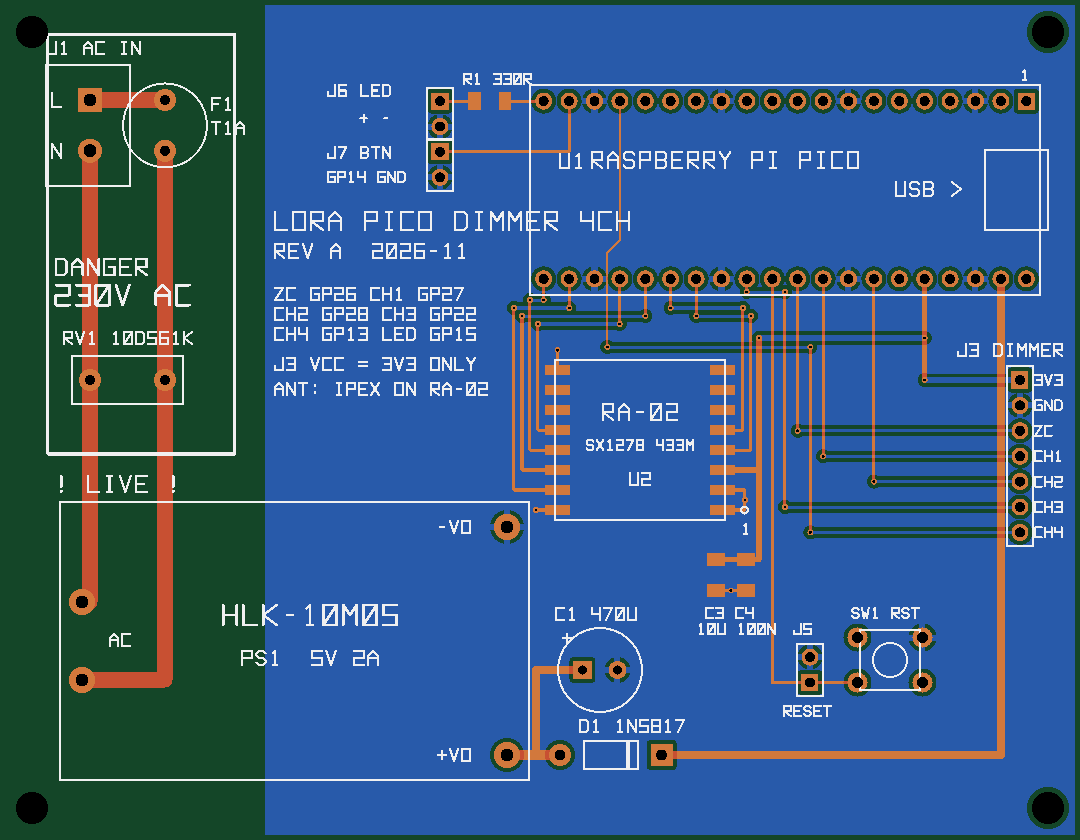 J1 AC IN
L
F1
T1A
N
DANGER
230V AC
RV1 10D561K
! LIVE !
J6 LED
+ -
R1 330R
J7 BTN
GP14 GND
1
U1 RASPBERRY PI PICO
USB >
LORA PICO DIMMER 4CH
REV A 2026-11
ZC GP26 CH1 GP27
CH2 GP28 CH3 GP22
CH4 GP13 LED GP15
J3 VCC = 3V3 ONLY
ANT: IPEX ON RA-02
RA-02
SX1278 433M
U2
1
J3 DIMMER
3V3
GND
ZC
CH1
CH2
CH3
CH4
-VO
HLK-10M05
AC
PS1 5V 2A
+VO
C1 470U
+
C3 C4
10U 100N
J5
RESET
SW1 RST
D1 1N5817